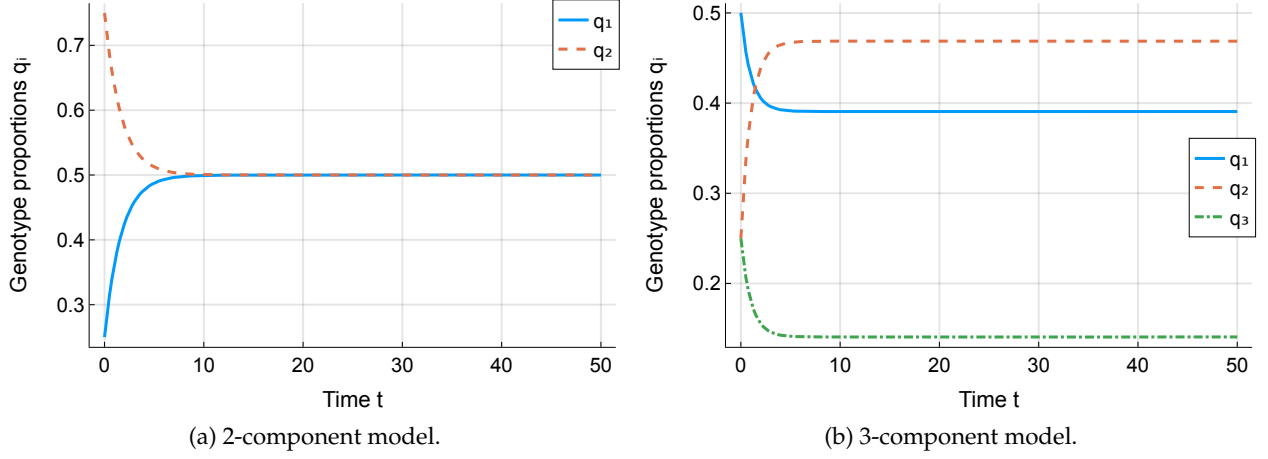 0.7
0.6
0.5
0.4
0.3
0
10
20
30
40
50
Genotype proportions qᵢ
Time t
q₁
q₂
(a) 2-component model.
0.5
0.4
0.3
0.2
0
10
20
30
40
50
Genotype proportions qᵢ
Time t
q₁
q₂
q₃
(b) 3-component model.